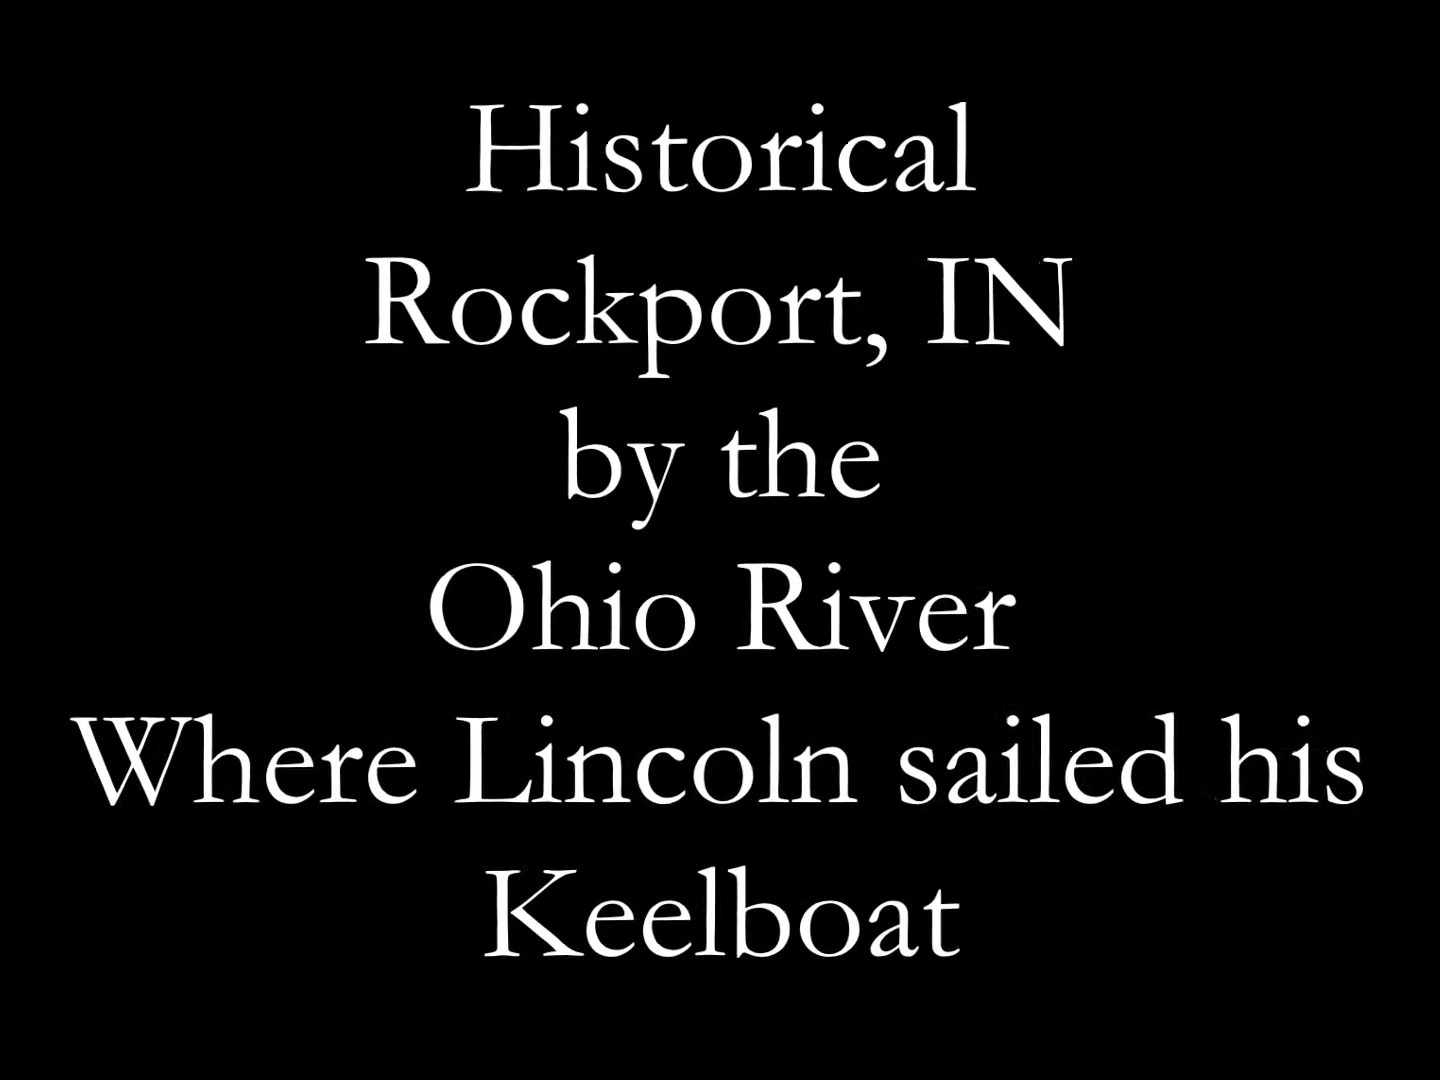 Historical
Rockport, IN
by the
Ohio River
Where Lincoln sailed his
Keelboat